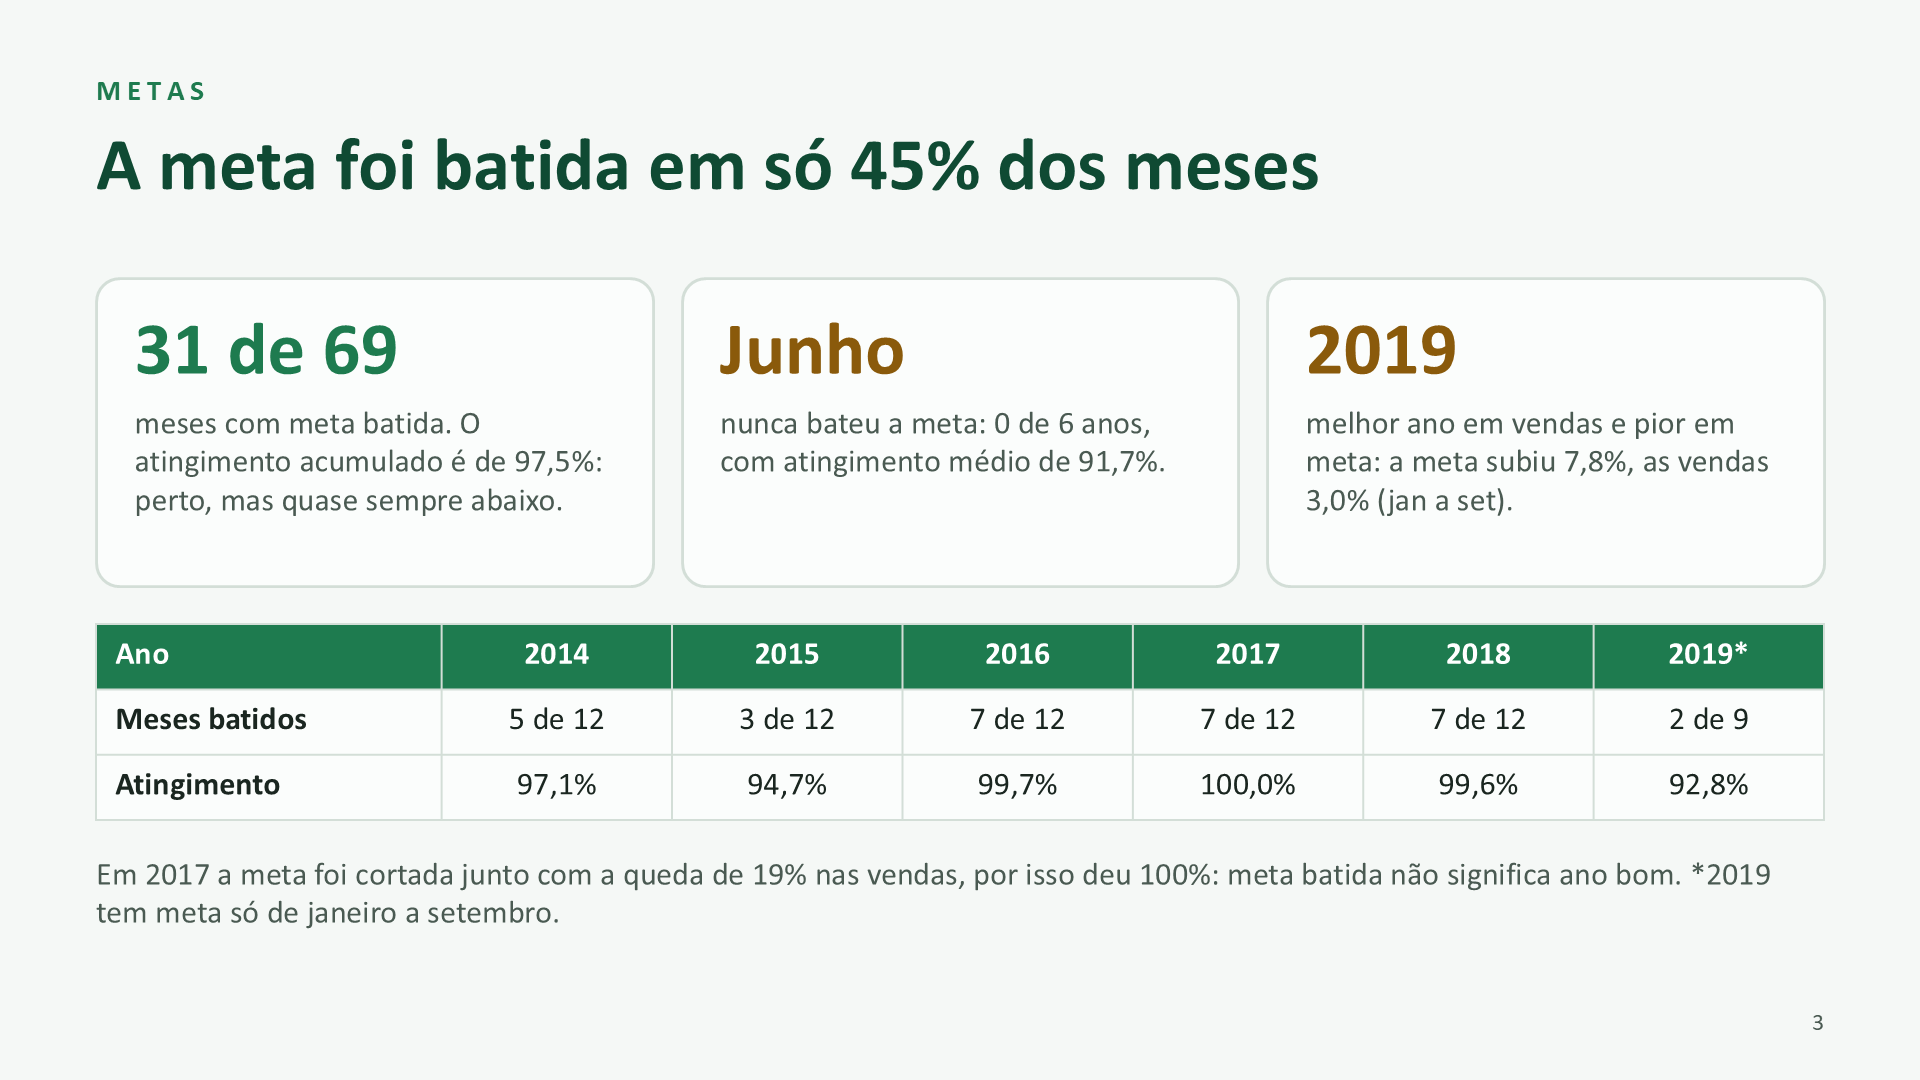 METAS
A meta foi batida em só 45% dos meses
31 de 69
meses com meta batida. O
atingimento acumulado é de 97,5%:
perto, mas quase sempre abaixo.
Junho
nunca bateu a meta: 0 de 6 anos,
com atingimento médio de 91,7%.
2019
melhor ano em vendas e pior em
meta: a meta subiu 7,8%, as vendas
3,0% (jan a set).
Ano 2014 2015 2016 2017 2018 2019*
Meses batidos 5 de 12 3 de 12 7 de 12 7 de 12 7 de 12 2 de 9
Atingimento 97,1% 94,7% 99,7% 100,0% 99,6% 92,8%
Em 2017 a meta foi cortada junto com a queda de 19% nas vendas, por isso deu 100%: meta batida não significa ano bom. *2019
tem meta só de janeiro a setembro.
3